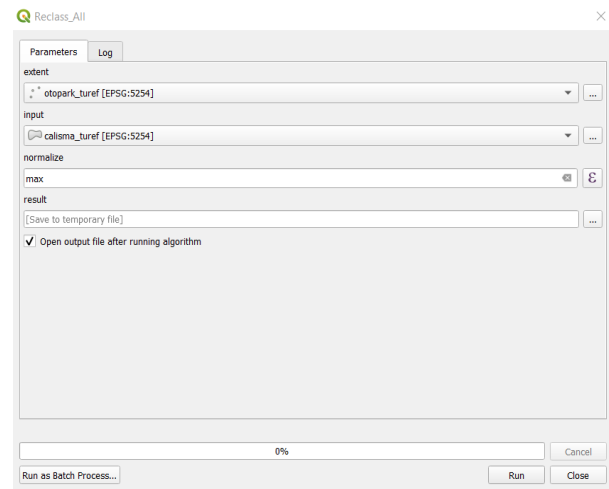 Reclass_All
Parameters Log
extent
otopark_turef [EPSG:5254]
...
input
calisma_turef [EPSG:5254]
...
normalize
max
ε
result
[Save to temporary file]
...
Open output file after running algorithm
0%
Cancel
Run as Batch Process...
Run
Close